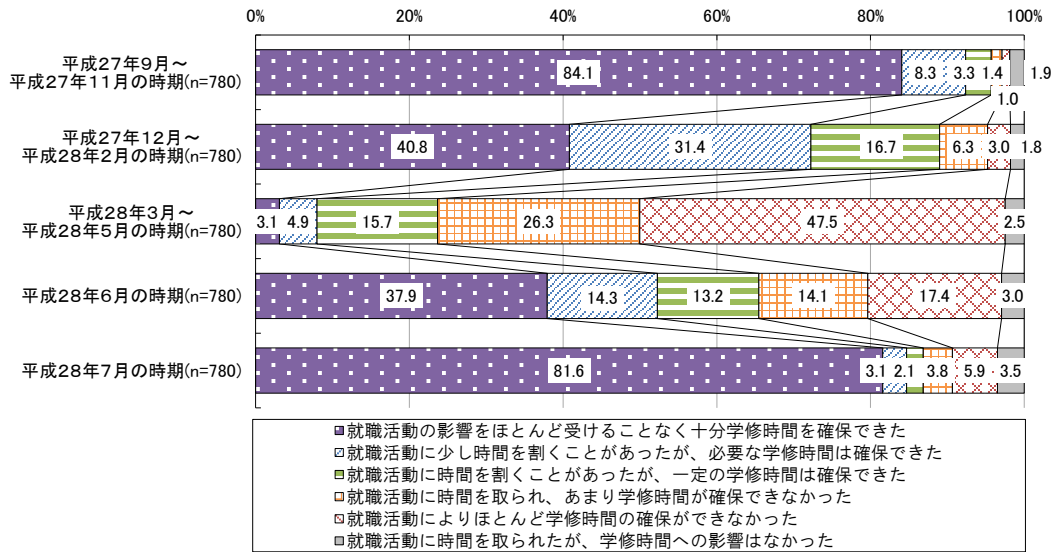 0% 20% 40% 60% 80% 100%
平成27年9月～
平成27年11月の時期(n=780)
84.1 8.3 3.3 1.4 1.0 1.9
平成27年12月～
平成28年2月の時期(n=780)
40.8 31.4 16.7 6.3 3.0 1.8
平成28年3月～
平成28年5月の時期(n=780)
3.1 4.9 15.7 26.3 47.5 2.5
平成28年6月の時期(n=780)
37.9 14.3 13.2 14.1 17.4 3.0
平成28年7月の時期(n=780)
81.6 3.1 2.1 3.8 5.9 3.5
就職活動の影響をほとんど受けることなく十分学修時間を確保できた
就職活動に少し時間を割くことがあったが、必要な学修時間は確保できた
就職活動に時間を割くことがあったが、一定の学修時間は確保できた
就職活動に時間を取られ、あまり学修時間が確保できなかった
就職活動によりほとんど学修時間の確保ができなかった
就職活動に時間を取られたが、学修時間への影響はなかった